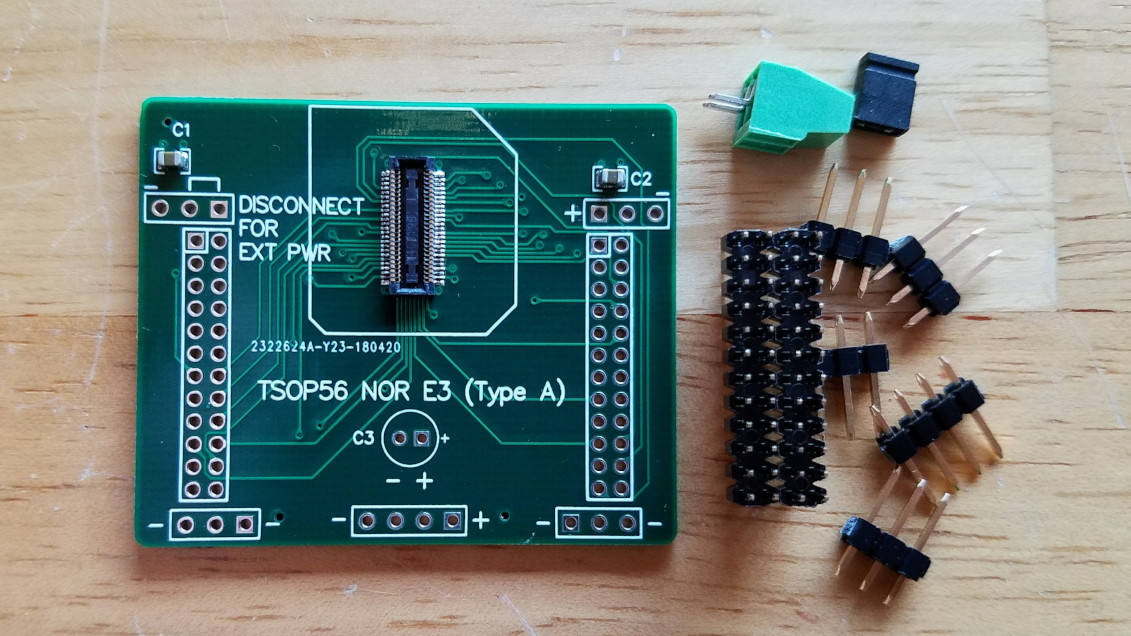 C1
C2
DISCONNECT
FOR
EXT PWR
2322624A-Y23-180420
TSOP56 NOR E3 (Type A)
C3